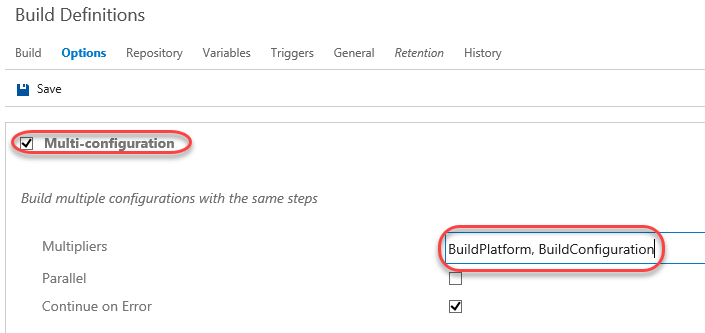 Build Definitions
Build Options Repository Variables Triggers General Retention History
Save
Multi-configuration
Build multiple configurations with the same steps
Multipliers BuildPlatform, BuildConfiguration
Parallel
Continue on Error